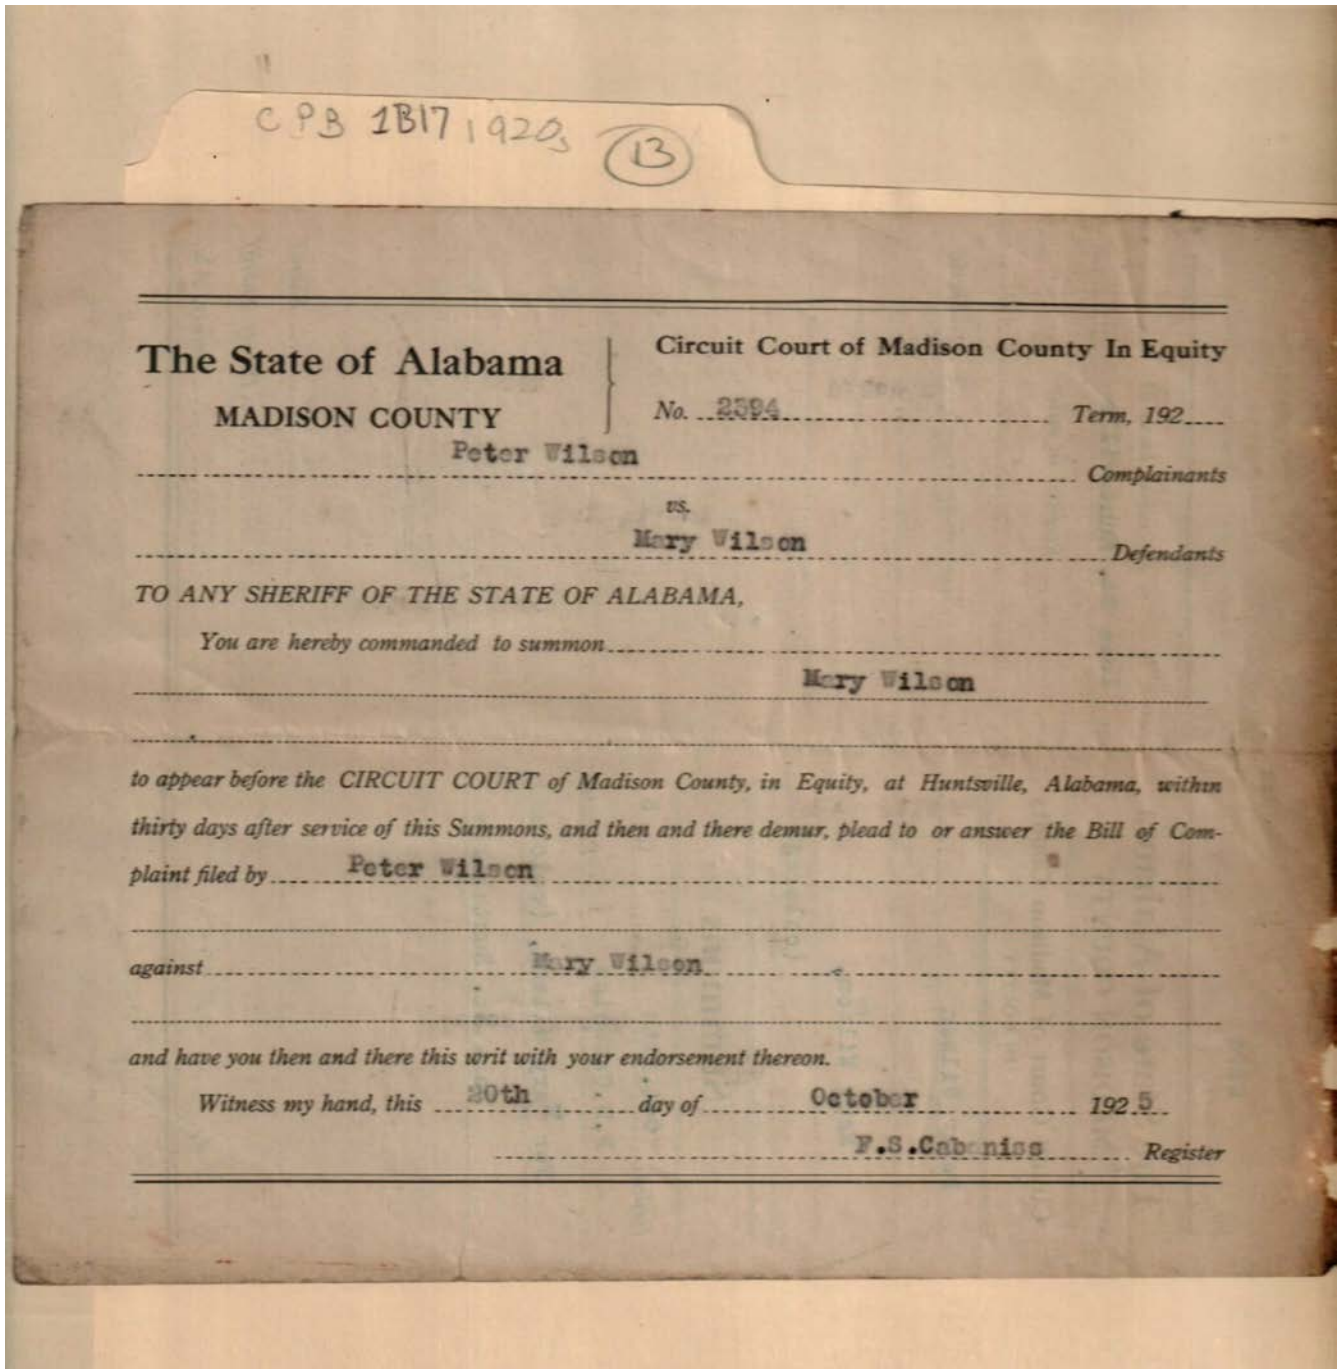 CPB 1B17 1920s 13
The State of Alabama
MADISON COUNTY
Circuit Court of Madison County In Equity
No. 2594 Term, 192
Peter Wilson
Complainants
vs.
Mary Wilson
Defendants
TO ANY SHERIFF OF THE STATE OF ALABAMA,
You are hereby commanded to summon
Mary Wilson
to appear before the CIRCUIT COURT of Madison County, in Equity, at Huntsville, Alabama, within
thirty days after service of this Summons, and then and there demur, plead to or answer the Bill of Com-
plaint filed by Peter Wilson
against Mary Wilson
and have you then and there this writ with your endorsement thereon.
Witness my hand, this 20th day of October 1925
F.S.Cabaniss Register